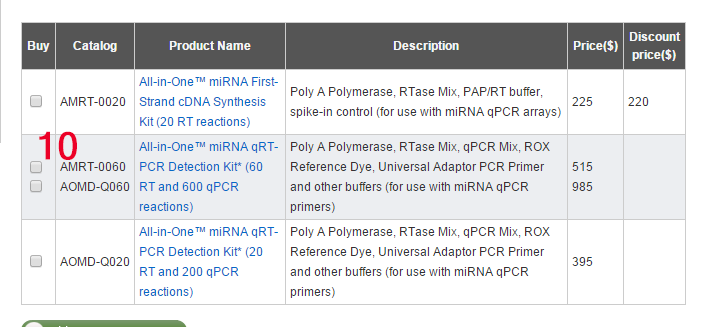 Buy Catalog Product Name Description Price($) Discount price($)
AMRT-0020
All-in-One™ miRNA First-
Strand cDNA Synthesis
Kit (20 RT reactions)
Poly A Polymerase, RTase Mix, PAP/RT buffer,
spike-in control (for use with miRNA qPCR arrays)
225
220
10
AMRT-0060
AOMD-Q060
All-in-One™ miRNA qRT-
PCR Detection Kit* (60
RT and 600 qPCR
reactions)
Poly A Polymerase, RTase Mix, qPCR Mix, ROX
Reference Dye, Universal Adaptor PCR Primer
and other buffers (for use with miRNA qPCR
primers)
515
985
AOMD-Q020
All-in-One™ miRNA qRT-
PCR Detection Kit* (20
RT and 200 qPCR
reactions)
Poly A Polymerase, RTase Mix, qPCR Mix, ROX
Reference Dye, Universal Adaptor PCR Primer
and other buffers (for use with miRNA qPCR
primers)
395